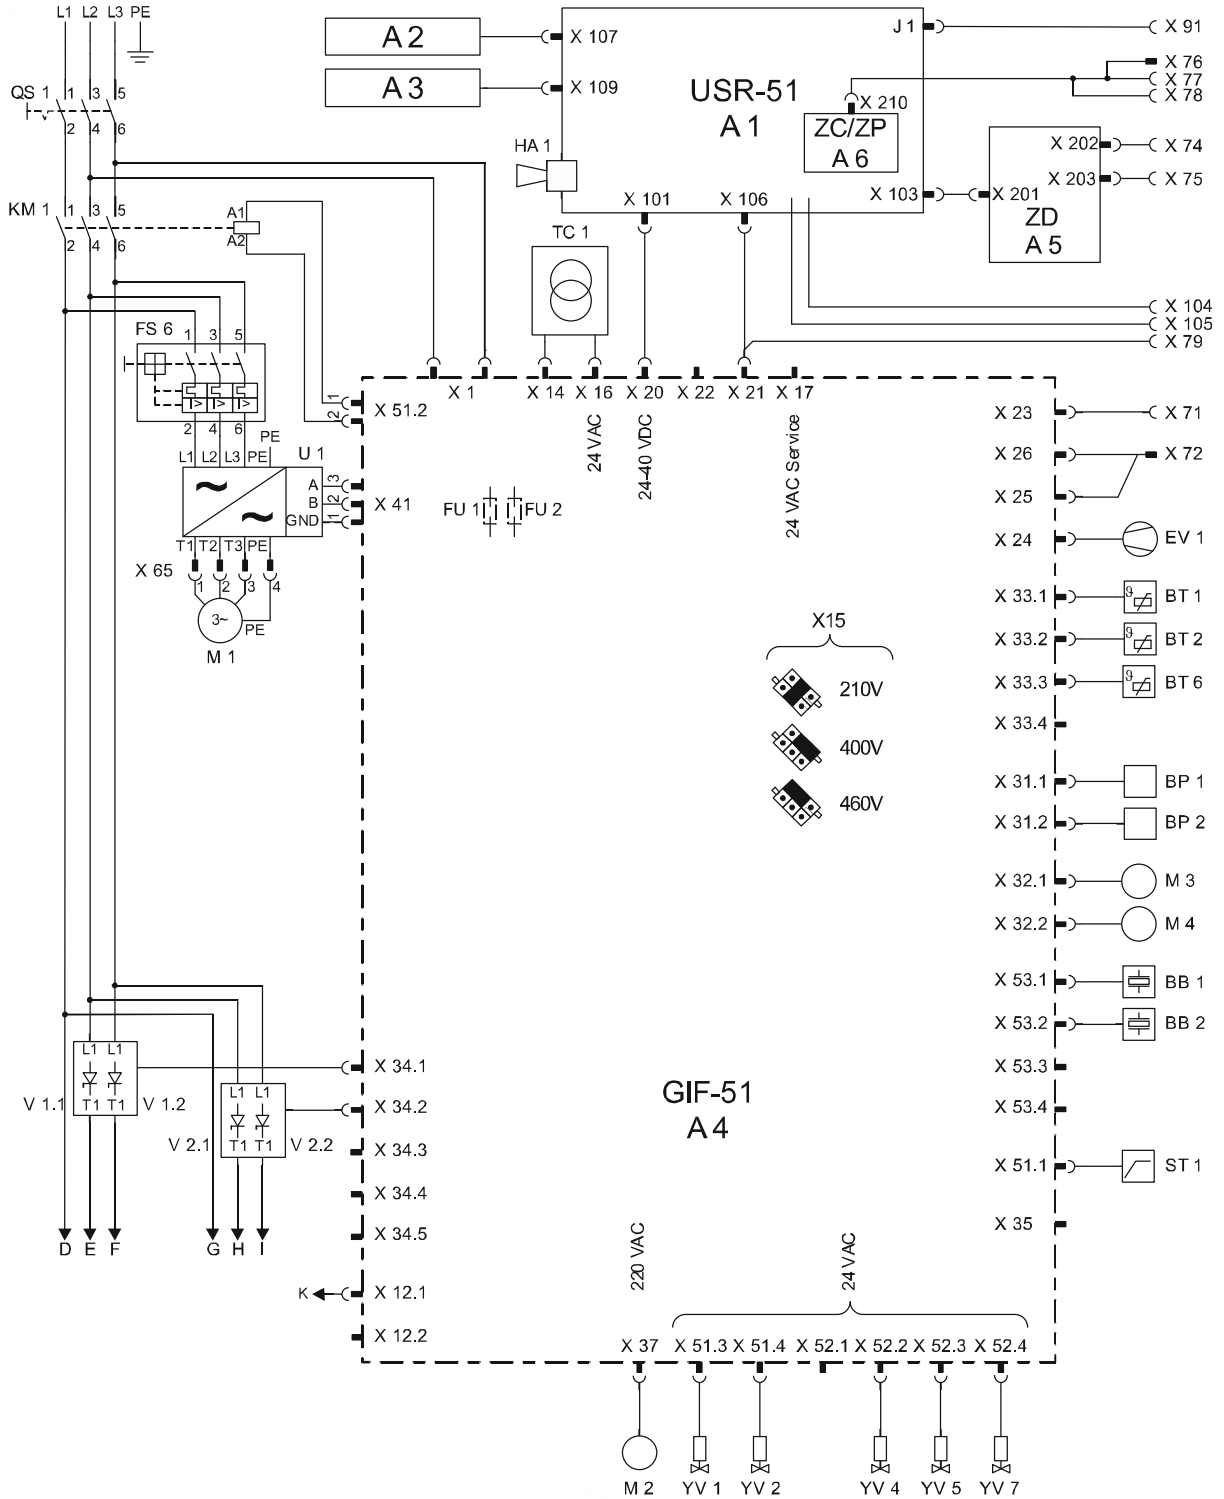 L1 L2 L3 PE
A 2
X 107
A 3
X 109
USR-51
A 1
J 1
X 91
X 76
X 77
X 78
X 210
ZC/ZP
A 6
HA 1
X 101
X 106
X 103
X 201
X 202
X 203
X 74
X 75
ZD
A 5
X 104
X 105
X 79
QS 1
1 3 5
2 4 6
KM 1
1 3 5
2 4 6
A1
A2
TC 1
FS 6
1 3 5
I> I> I>
2 4 6
PE
L1 L2 L3 PE
U 1
A
B
GND
3
2
1
X 41
T1 T2 T3 PE
X 65
1 2 3 4
3~
PE
M 1
1
2
X 51.2
X 1
X 14
X 16
X 20
X 22
X 21
X 17
24 VAC
24-40 VDC
24 VAC Service
FU 1
FU 2
X15
210V
400V
460V
X 23
X 71
X 26
X 72
X 25
X 24
EV 1
X 33.1
ϑ
BT 1
X 33.2
ϑ
BT 2
X 33.3
ϑ
BT 6
X 33.4
X 31.1
BP 1
X 31.2
BP 2
X 32.1
M 3
X 32.2
M 4
X 53.1
BB 1
X 53.2
BB 2
X 53.3
X 53.4
X 51.1
ST 1
X 35
GIF-51
A 4
L1 L1
V 1.1
T1 T1
V 1.2
L1 L1
V 2.1
T1 T1
V 2.2
X 34.1
X 34.2
X 34.3
X 34.4
X 34.5
D E F G H I
K
X 12.1
X 12.2
220 VAC
24 VAC
X 37
X 51.3
X 51.4
X 52.1
X 52.2
X 52.3
X 52.4
M 2
YV 1
YV 2
YV 4
YV 5
YV 7